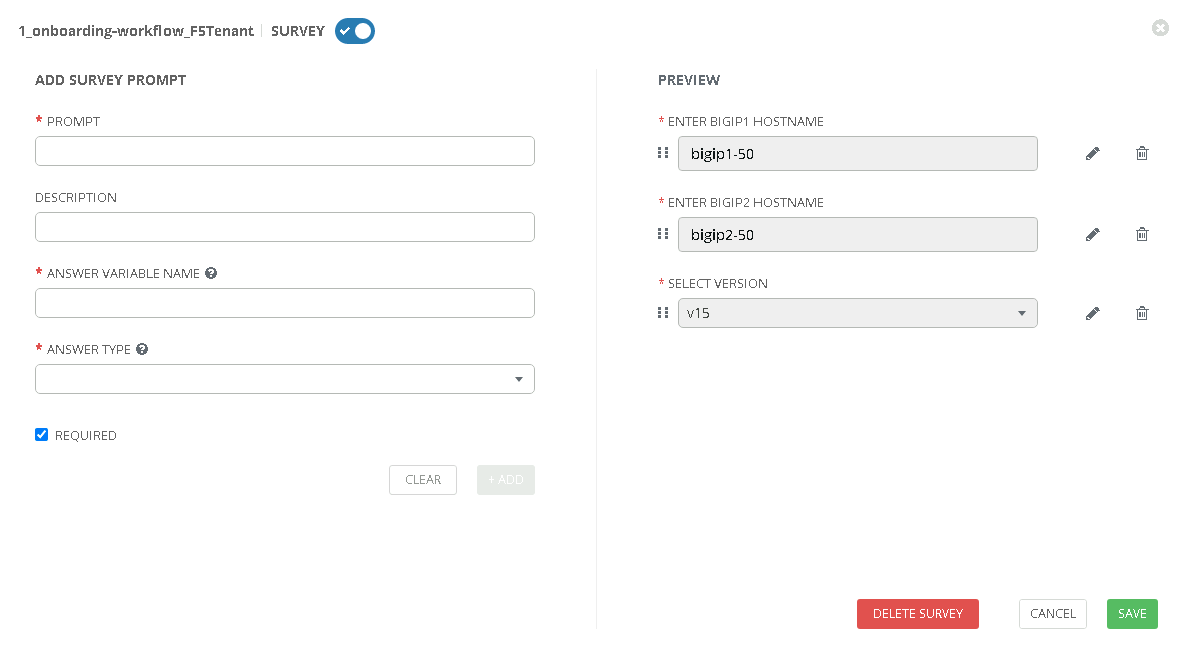 1_onboarding-workflow_F5Tenant | SURVEY
ADD SURVEY PROMPT
* PROMPT
DESCRIPTION
* ANSWER VARIABLE NAME ?
* ANSWER TYPE ?
REQUIRED
CLEAR
+ ADD
PREVIEW
* ENTER BIGIP1 HOSTNAME
bigip1-50
* ENTER BIGIP2 HOSTNAME
bigip2-50
* SELECT VERSION
v15
DELETE SURVEY
CANCEL
SAVE